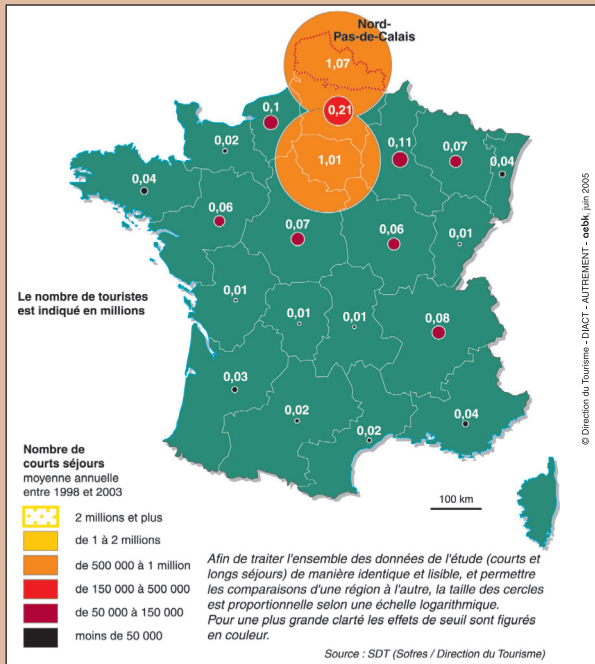 Nord-
Pas-de-Calais
1,07
0,1
0,21
0,02
0,11
0,07
1,01
0,04
0,04
0,06
0,07
0,06
0,01
0,01
Le nombre de touristes
est indiqué en millions
0,01
0,01
0,08
0,03
0,02
0,02
0,04
Nombre de
courts séjours
moyenne annuelle
entre 1998 et 2003
2 millions et plus
de 1 à 2 millions
de 500 000 à 1 million
de 150 000 à 500 000
de 50 000 à 150 000
moins de 50 000
100 km
Afin de traiter l'ensemble des données de l'étude (courts et
longs séjours) de manière identique et lisible, et permettre
les comparaisons d'une région à l'autre, la taille des cercles
est proportionnelle selon une échelle logarithmique.
Pour une plus grande clarté les effets de seuil sont figurés
en couleur.
Source : SDT (Sofres / Direction du Tourisme)
© Direction du Tourisme - DIACT - AUTREMENT - aebk, juin 2005